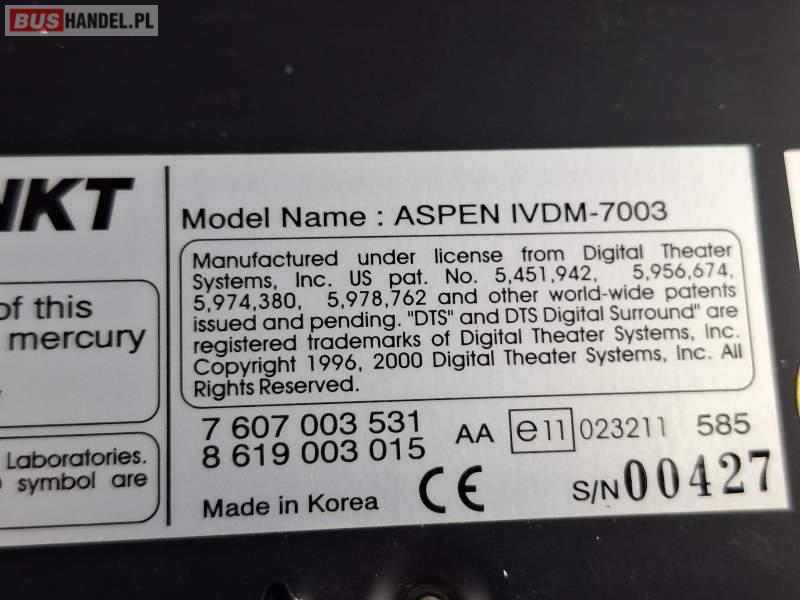 BUSHANDEL.PL
NKT
of this
mercury
Laboratories.
symbol are
Model Name : ASPEN IVDM-7003
Manufactured under license from Digital Theater
Systems, Inc. US pat. No. 5,451,942, 5,956,674,
5,974,380, 5,978,762 and other world-wide patents
issued and pending. "DTS" and DTS Digital Surround" are
registered trademarks of Digital Theater Systems, Inc.
Copyright 1996, 2000 Digital Theater Systems, Inc. All
Rights Reserved.
7 607 003 531
8 619 003 015
AA e11 023211 585
Made in Korea CE S/N 00427